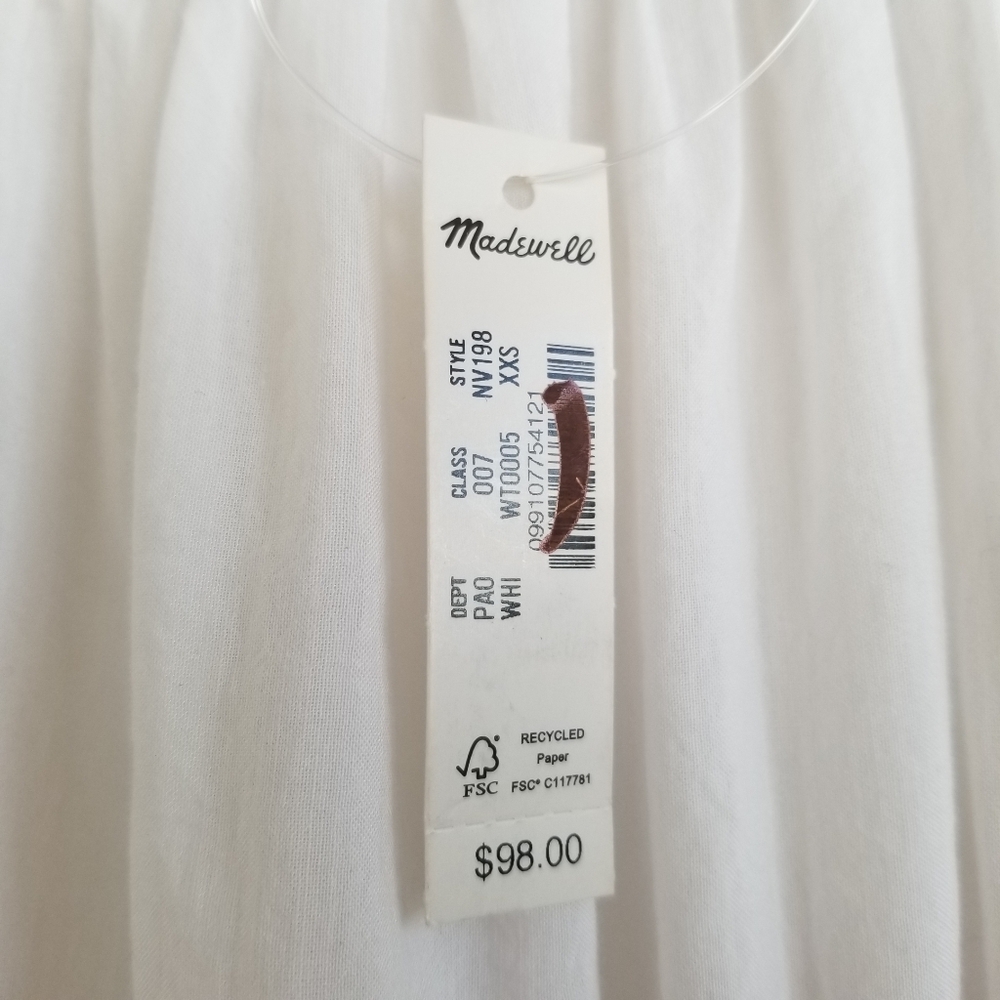 Madewell
DEPT CLASS STYLE
PAO 007 NV198
WHI WT0005 XXS
099107754121
RECYCLED
Paper
FSC
FSC® C117781
$98.00